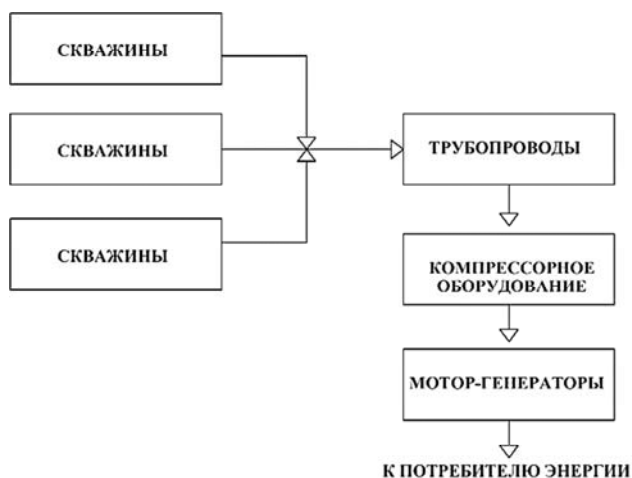 СКВАЖИНЫ
СКВАЖИНЫ
СКВАЖИНЫ
ТРУБОПРОВОДЫ
КОМПРЕССОРНОЕ
ОБОРУДОВАНИЕ
МОТОР-ГЕНЕРАТОРЫ
К ПОТРЕБИТЕЛЮ ЭНЕРГИИ